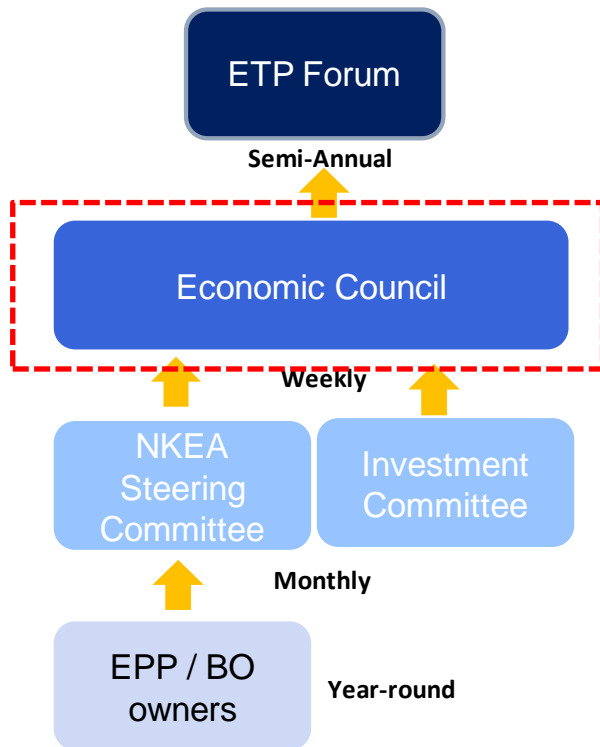 ETP Forum
Semi-Annual
Economic Council
Weekly
NKEA
Steering
Committee
Investment
Committee
Monthly
EPP / BO
owners
Year-round